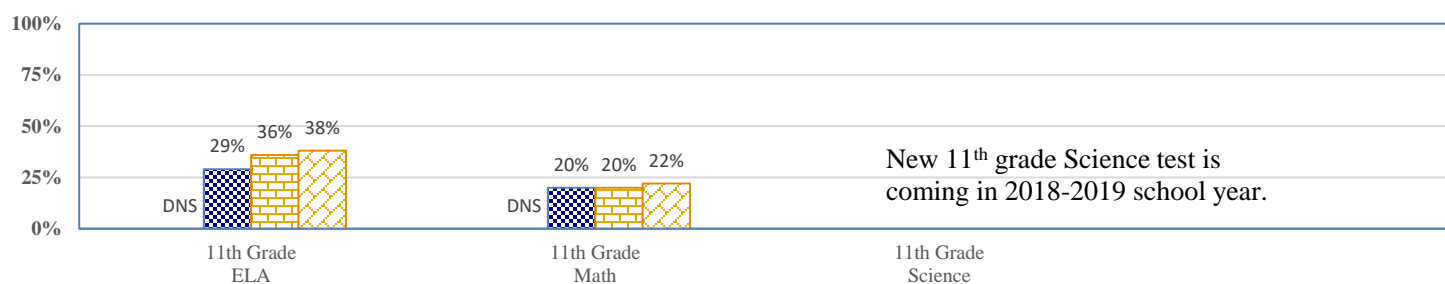 100%
75%
50%
25%
0%
DNS
29%
36%
38%
DNS
20%
20%
22%
New 11th grade Science test is
coming in 2018-2019 school year.
11th Grade
ELA
11th Grade
Math
11th Grade
Science